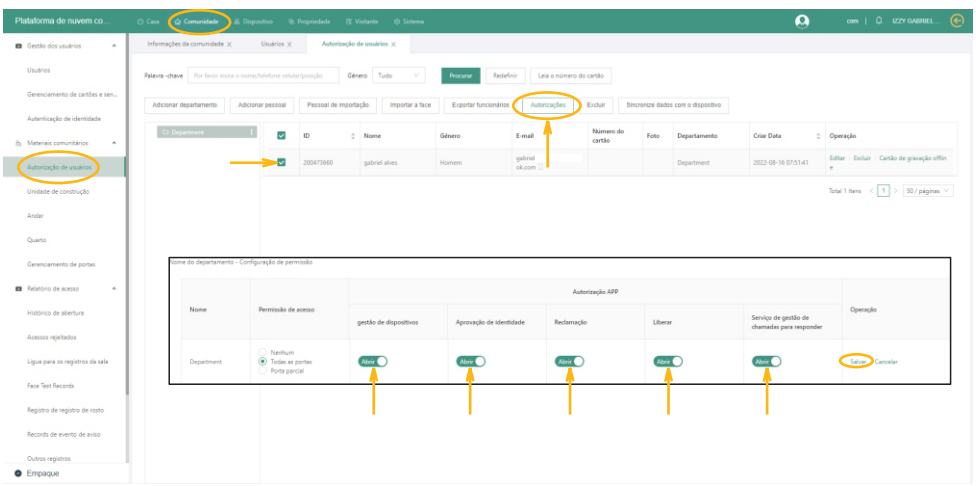 Plataforma de nuvem co...
Casa Comunidade Dispositivo Propriedade Visitante Sistema
com | IZZY GABRIEL...
Gestão dos usuários
Usuários
Gerenciamento de cartões e sen...
Autenticação de identidade
Materiais comunitários
Autorização de usuários
Unidade de construção
Andar
Quarto
Gerenciamento de portas
Relatório de acesso
Histórico de abertura
Acessos rejeitados
Ligue para os registros da sala
Face Test Records
Registro de registro de rosto
Records de evento de aviso
Outros registros
Empaque
Informações da comunidade X Usuários X Autorização de usuários X
Palavra -chave Por favor insira o nome/telefone celular/posição Gênero Tudo Procurar Redefinir Leia o número do cartão
Adicionar departamento Adicionar pessoal Pessoal de importação Importar a face Exportar funcionários Autorizações Excluir Sincronize dados com o dispositivo
Department
ID Nome Gênero E-mail Número do cartão Foto Departamento Criar Data Operação
200473660 gabriel alves Homem gabriel ok.com Department 2022-08-16 07:51:41 Editar Excluir Cartão de gravação offlin
e
Total 1 Itens < 1 > 50 / páginas
Nome do departamento - Configuração de permissão
Autorização APP
Nome Permissão de acesso gestão de dispositivos Aprovação de identidade Reclamação Liberar Serviço de gestão de chamadas para responder Operação
Nenhum
Department Todas as portas Abrir Abrir Abrir Abrir Abrir Salvar Cancelar
Porta parcial